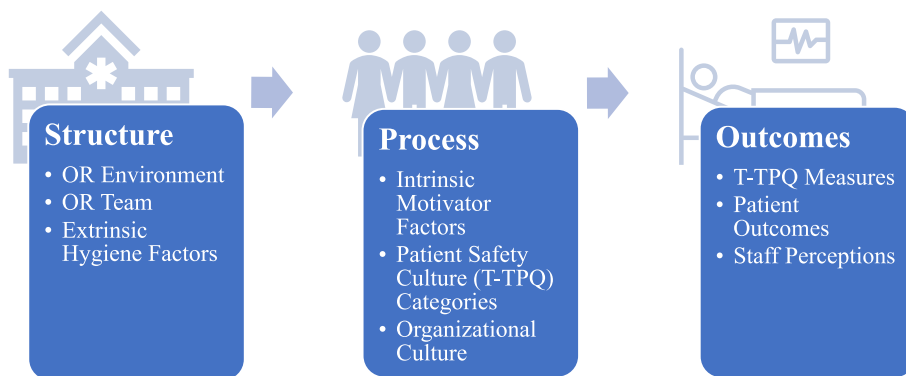 Structure
• OR Environment
• OR Team
• Extrinsic
Hygiene Factors
Process
• Intrinsic
Motivator
Factors
• Patient Safety
Culture (T-TPQ)
Categories
• Organizational
Culture
Outcomes
• T-TPQ Measures
• Patient
Outcomes
• Staff Perceptions